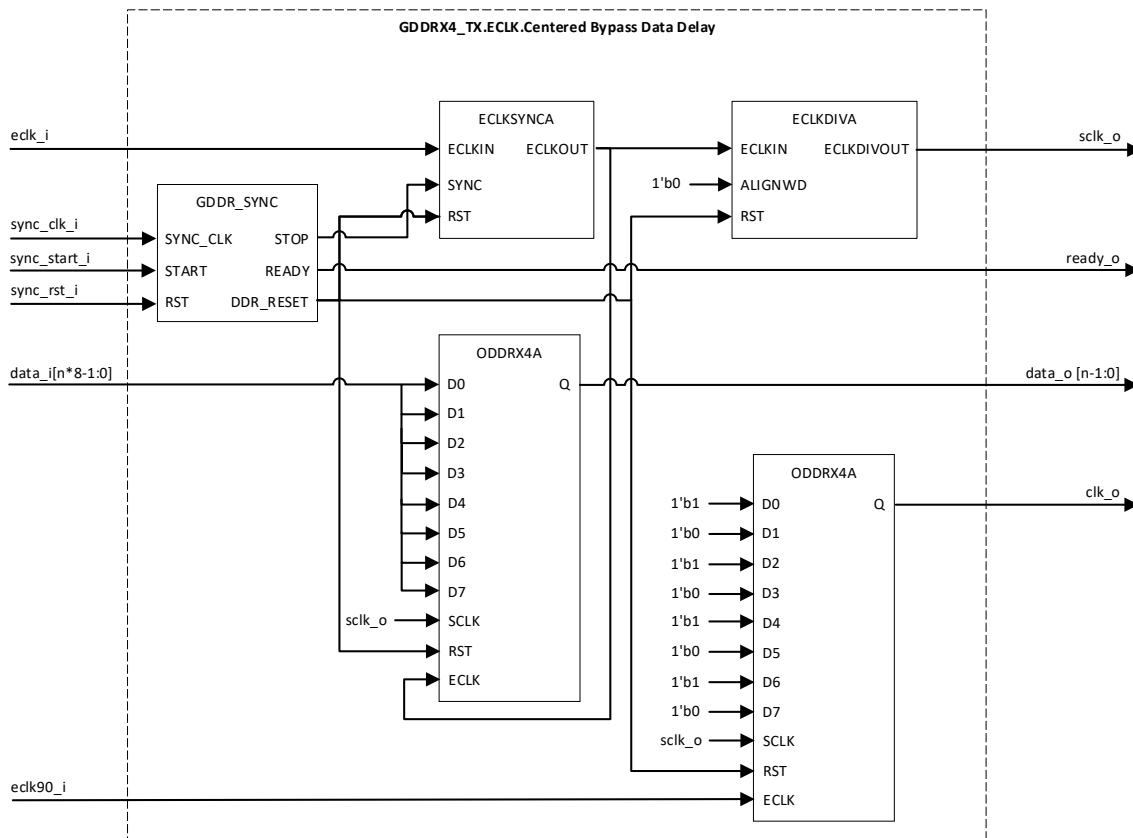 GDDRX4_TX.ECLK.Centered Bypass Data Delay
ECLKSYNCA
ECLKDIVA
eclk_i
ECLKIN ECLKOUT
ECLKIN ECLKDIVOUT
sclk_o
SYNC
1'b0
ALIGNWD
GDDR_SYNC
RST
RST
sync_clk_i
SYNC_CLK STOP
sync_start_i
START READY
ready_o
sync_rst_i
RST DDR_RESET
ODDRX4A
data_i[n*8-1:0]
D0 Q
data_o [n-1:0]
D1
D2
D3
D4
D5
D6
D7
sclk_o
SCLK
RST
ECLK
ODDRX4A
1'b1
D0 Q
clk_o
1'b0
D1
1'b1
D2
1'b0
D3
1'b1
D4
1'b0
D5
1'b1
D6
1'b0
D7
sclk_o
SCLK
RST
eclk90_i
ECLK